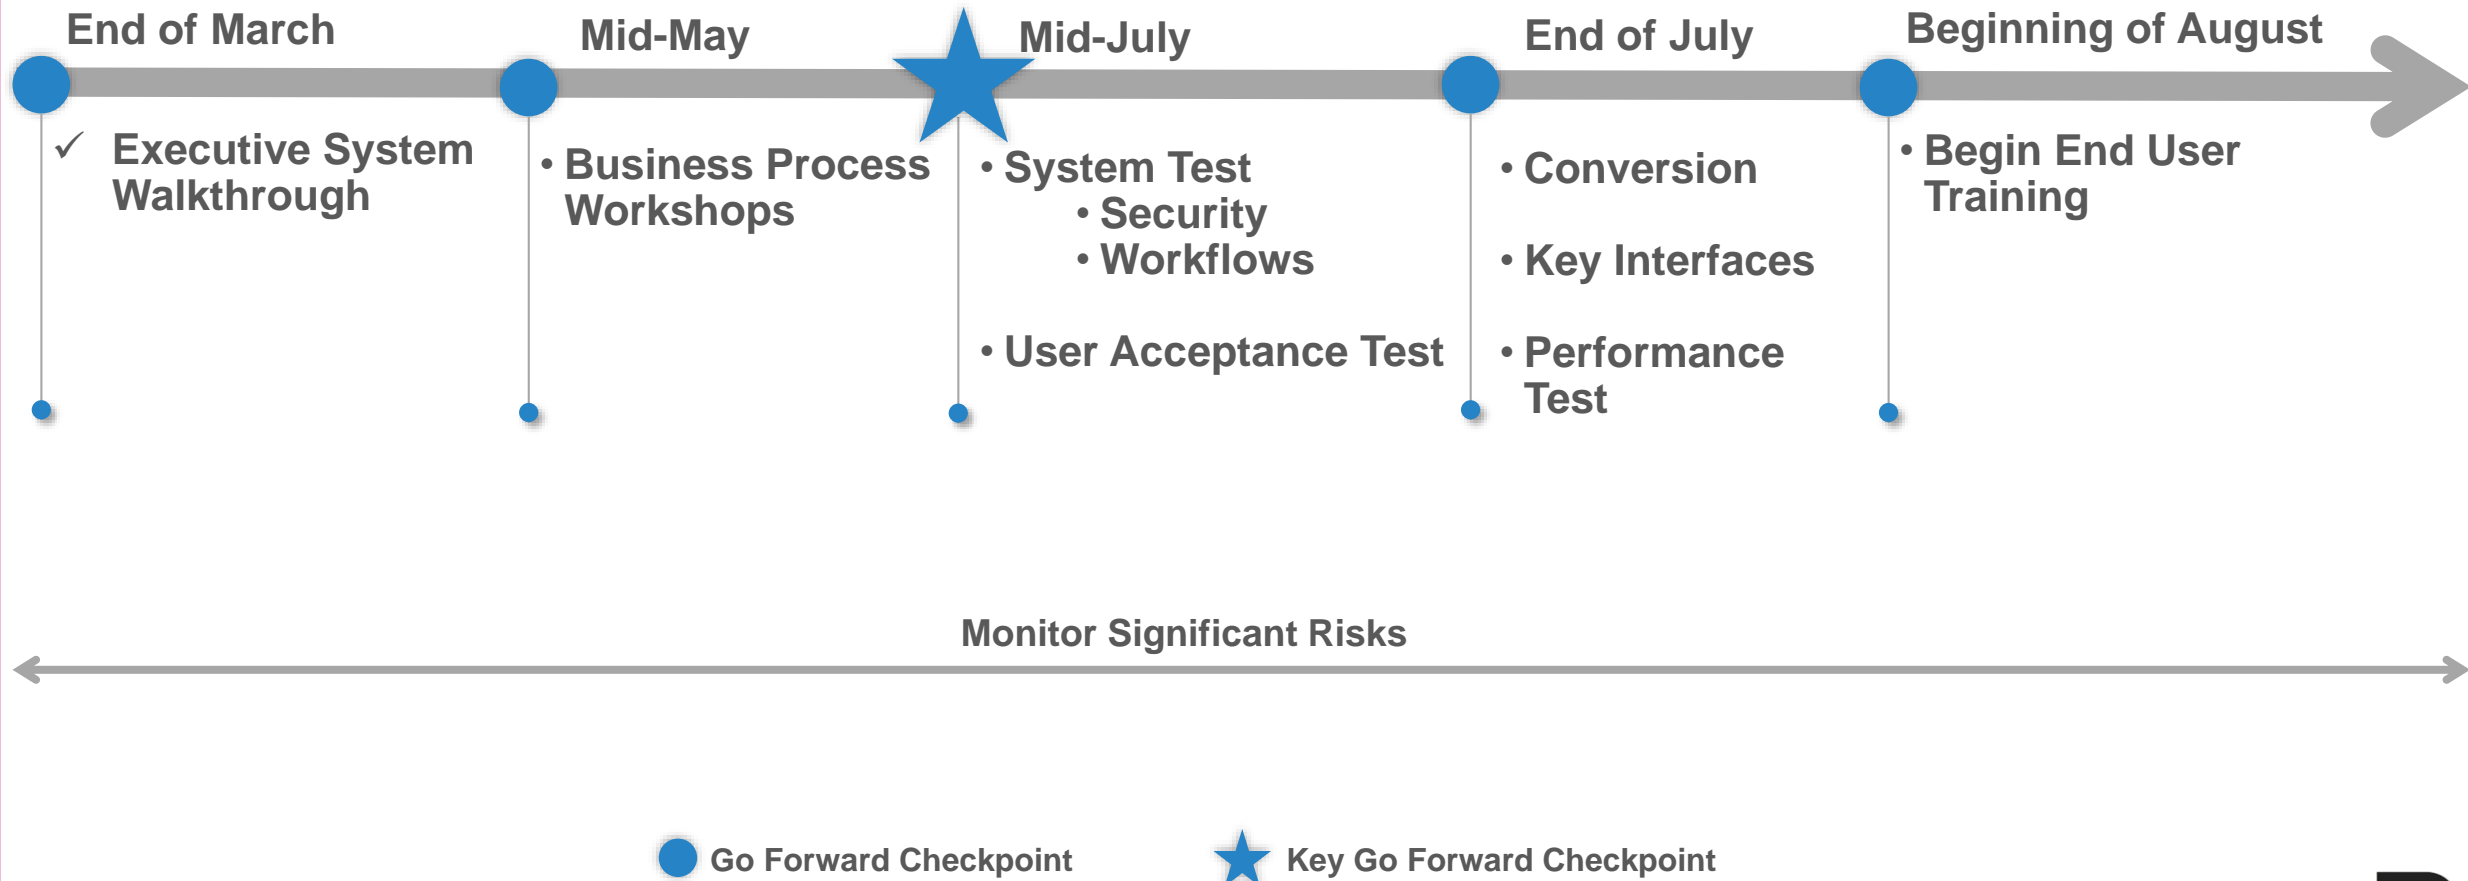 End of March
Mid-May
Mid-July
End of July
Beginning of August
✓ Executive System
Walkthrough
• Business Process
Workshops
• System Test
• Security
• Workflows
• User Acceptance Test
• Conversion
• Key Interfaces
• Performance
Test
• Begin End User
Training
Monitor Significant Risks
Go Forward Checkpoint
Key Go Forward Checkpoint